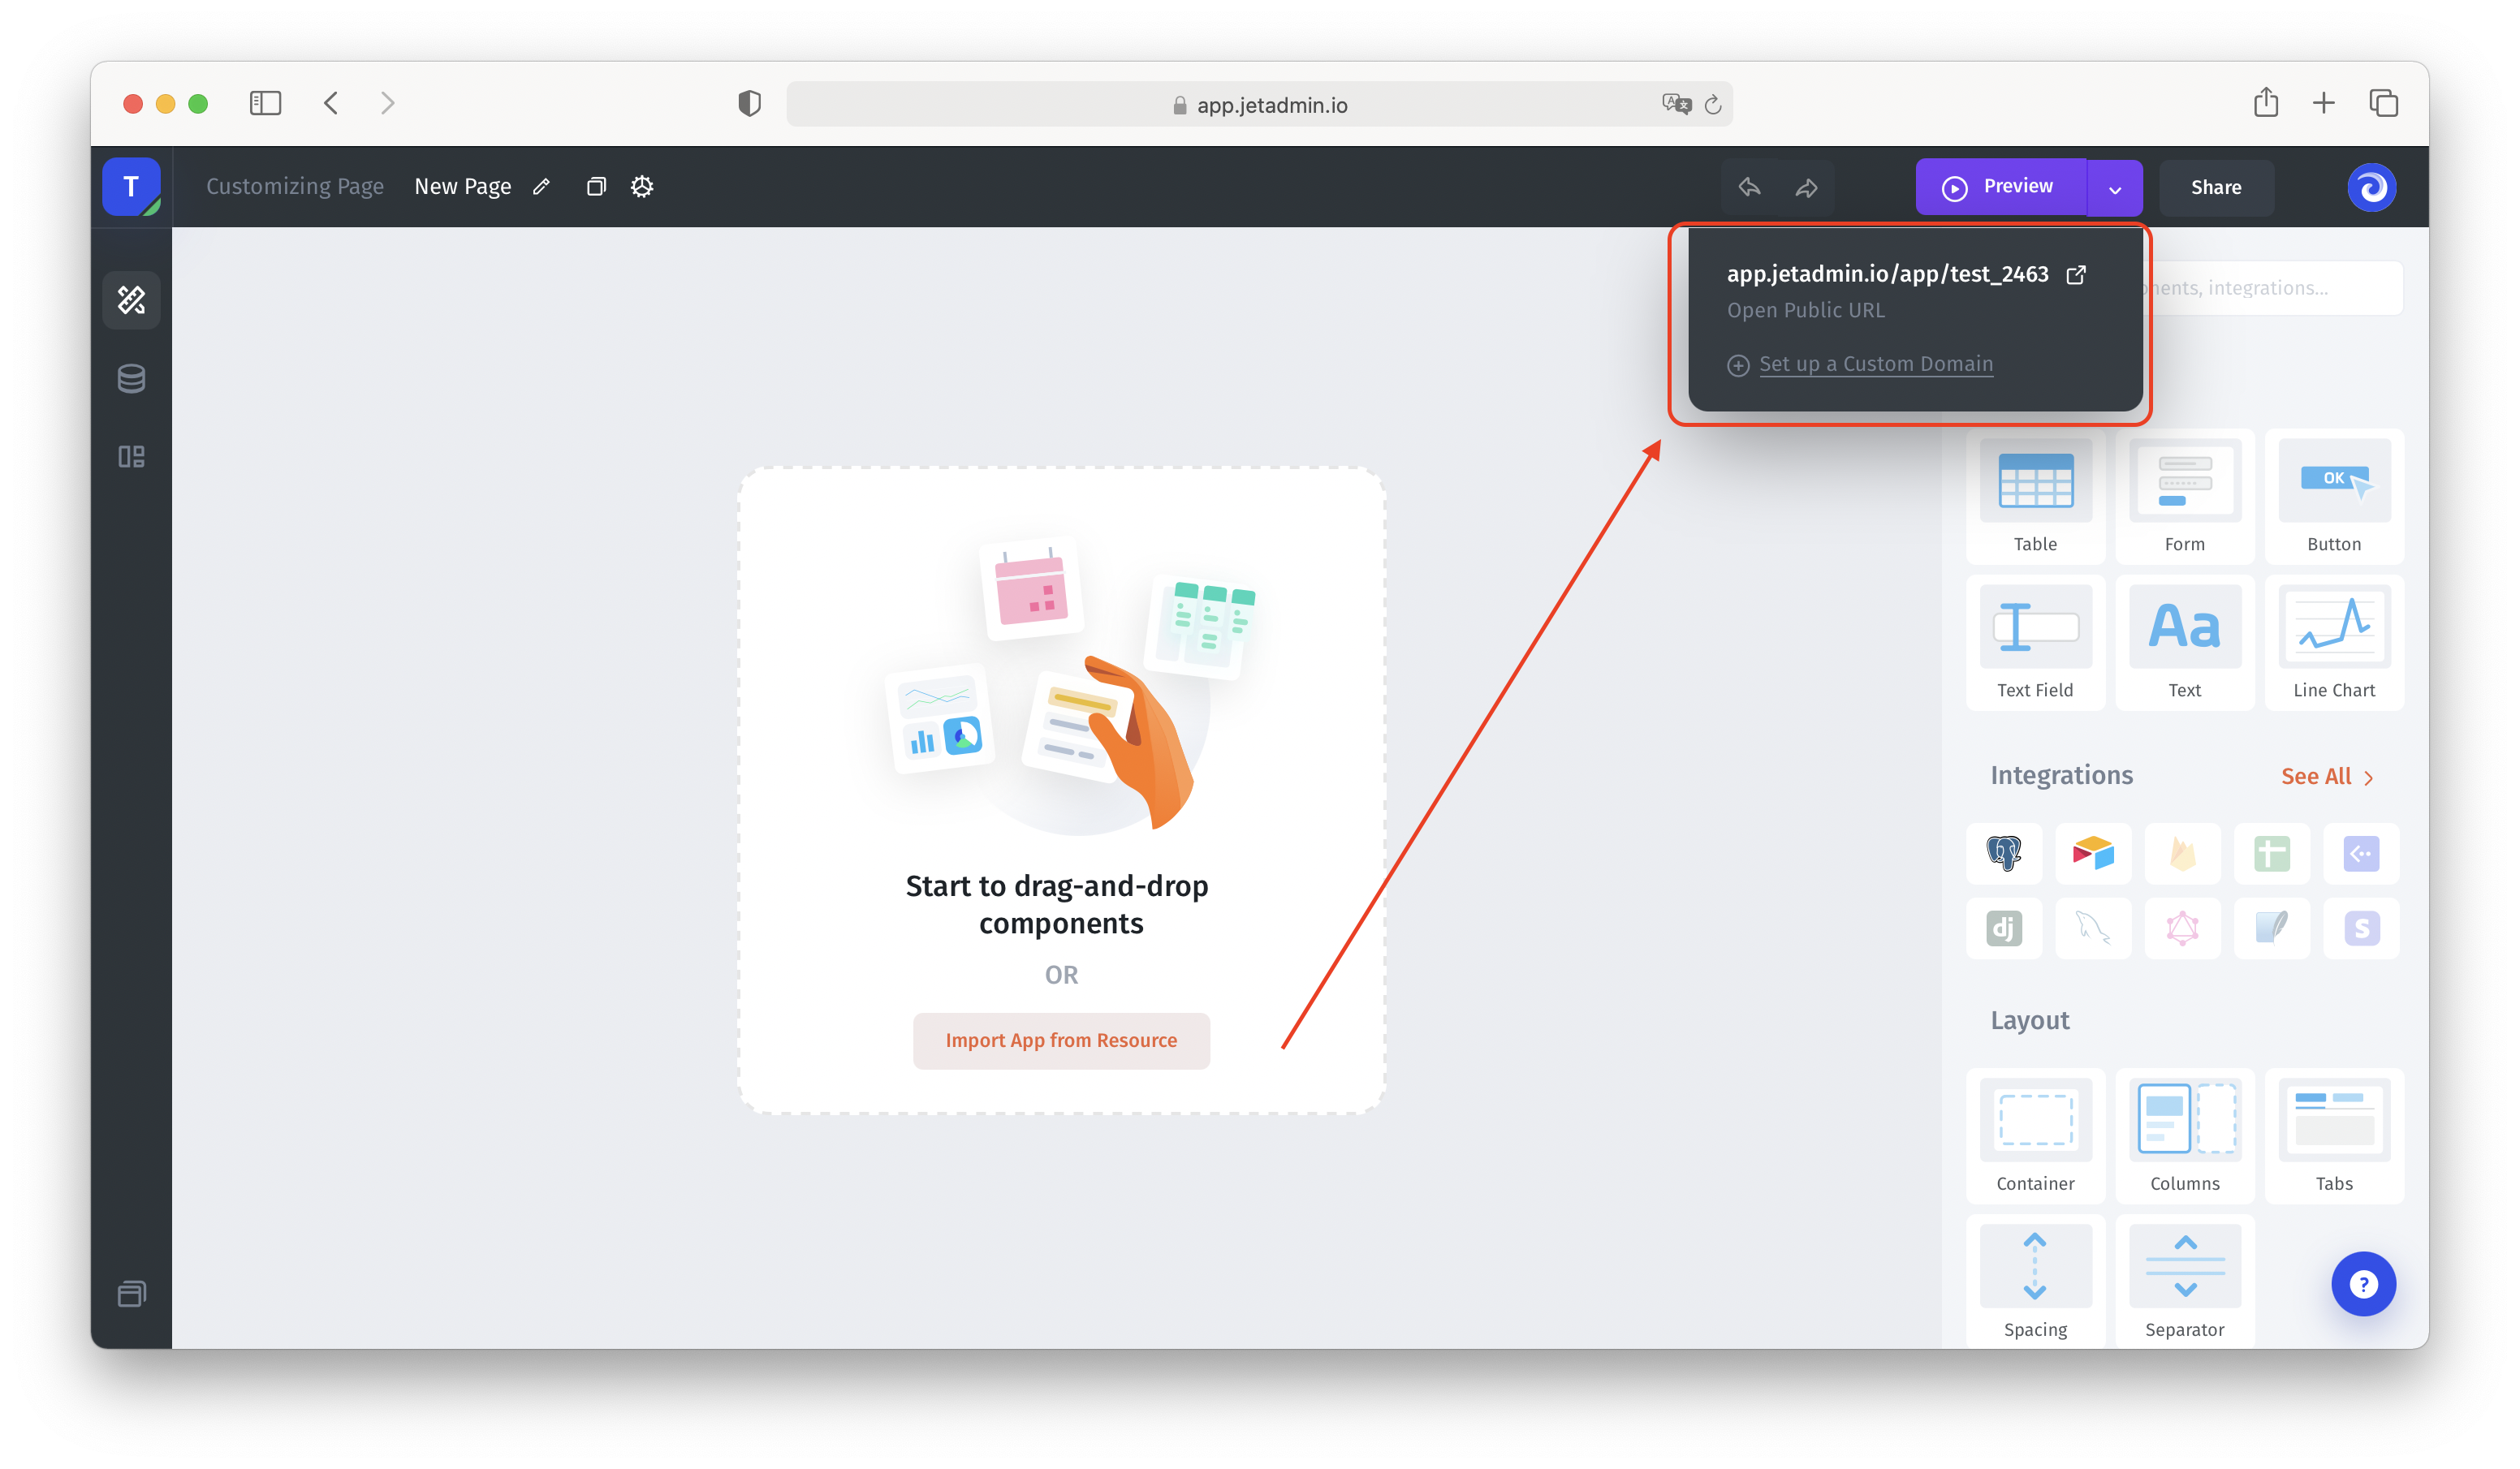 app.jetadmin.io
T
Customizing Page
New Page
Preview
Share
app.jetadmin.io/app/test_2463
Open Public URL
Set up a Custom Domain
integrations...
OK
Table
Form
Button
Aa
Text Field
Text
Line Chart
Integrations
See All
dj
S
Start to drag-and-drop
components
OR
Import App from Resource
Layout
Container
Columns
Tabs
Spacing
Separator
?